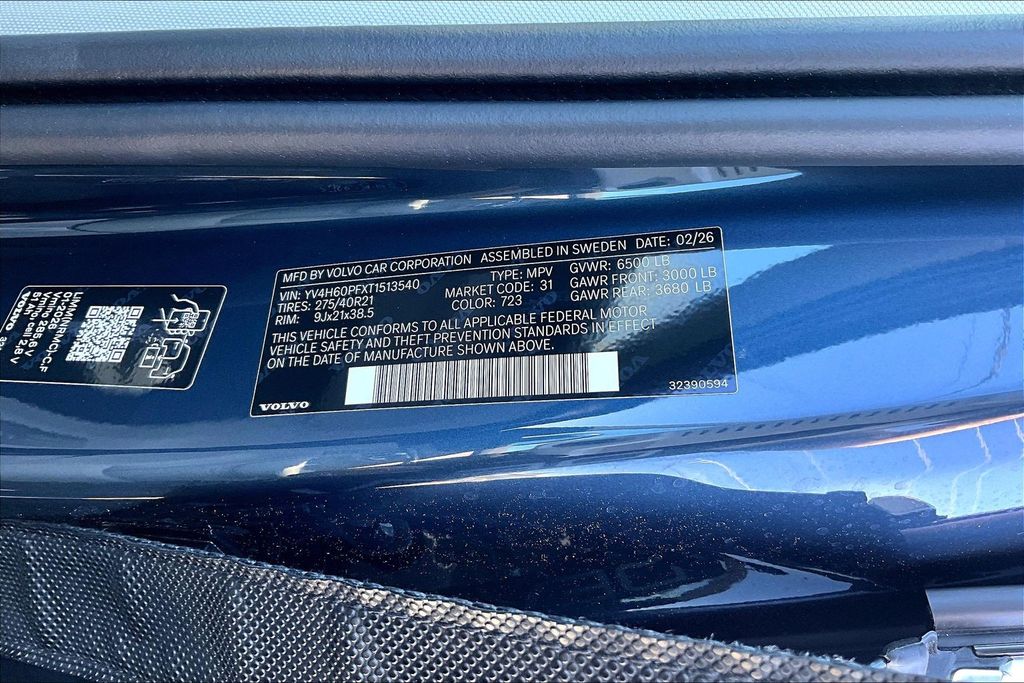 MFD BY VOLVO CAR CORPORATION ASSEMBLED IN SWEDEN DATE: 02/26
VIN: YV4H60PFXT1513540 TYPE: MPV GVWR: 6500 LB
TIRES: 275/40R21 MARKET CODE: 31 GAWR FRONT: 3000 LB
RIM: 9Jx21x38.5 COLOR: 723 GAWR REAR: 3680 LB
THIS VEHICLE CONFORMS TO ALL APPLICABLE FEDERAL MOTOR
VEHICLE SAFETY AND THEFT PREVENTION STANDARDS IN EFFECT
ON THE DATE OF MANUFACTURE SHOWN ABOVE.
VOLVO 32390594
VOLVO